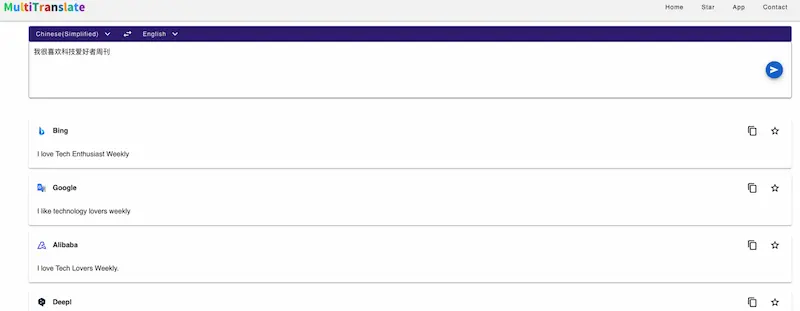 MultiTranslate
Home Star App Contact
Chinese(Simplified) English
我很喜欢科技爱好者周刊
Bing
I love Tech Enthusiast Weekly
Google
I like technology lovers weekly
Alibaba
I love Tech Lovers Weekly.
Deepl